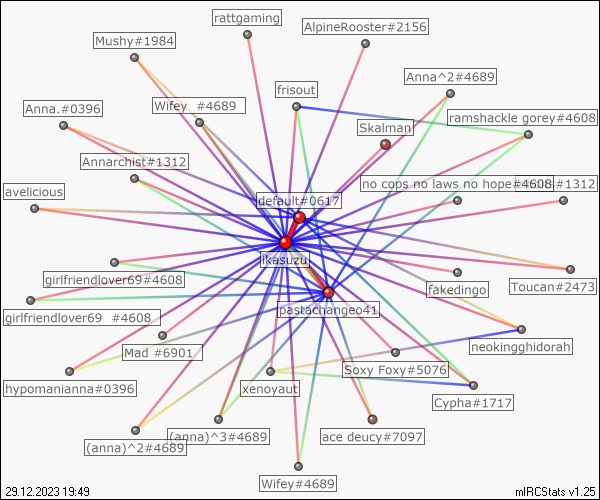 rattgaming
AlpineRooster#2156
Mushy#1984
Anna^2#4689
frisout
Wifey  #4689
Anna.#0396
ramshackle gorey#4608
Skalman
Annarchist#1312
no cops no laws no hope#4608
#1312
avelicious
default#0617
ikasuzu
girlfriendlover69#4608
fakedingo
Toucan#2473
pastachangeo41
girlfriendlover69  #4608
neokingghidorah
Mad  #6901
Soxy Foxy#5076
hypomanianna#0396
xenoyaut
Cypha#1717
(anna)^2#4689
(anna)^3#4689
ace deucy#7097
Wifey#4689
29.12.2023 19:49
mIRCStats v1.25